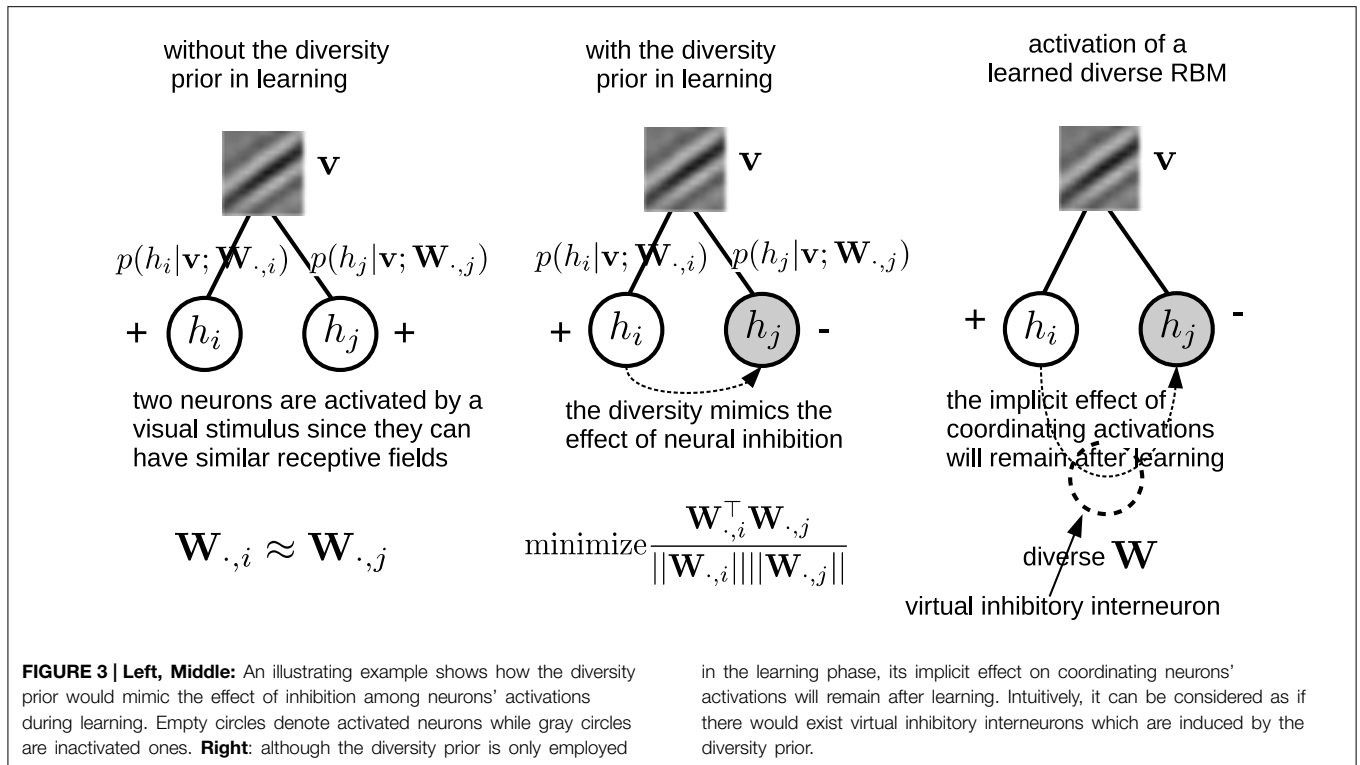 without the diversity
prior in learning
v
p(h_i|v; W_{·,i}) p(h_j|v; W_{·,j})
+ h_i h_j +
two neurons are activated by a
visual stimulus since they can
have similar receptive fields
W_{·,i} ≈ W_{·,j}
with the diversity
prior in learning
v
p(h_i|v; W_{·,i}) p(h_j|v; W_{·,j})
+ h_i h_j -
the diversity mimics the
effect of neural inhibition
minimize \frac{W_{·,i}^⊤ W_{·,j}}{||W_{·,i}||||W_{·,j}||}
activation of a
learned diverse RBM
v
+ h_i h_j -
the implicit effect of
coordinating activations
will remain after learning
diverse W
virtual inhibitory interneuron
FIGURE 3 | Left, Middle: An illustrating example shows how the diversity
prior would mimic the effect of inhibition among neurons' activations
during learning. Empty circles denote activated neurons while gray circles
are inactivated ones. Right: although the diversity prior is only employed
in the learning phase, its implicit effect on coordinating neurons'
activations will remain after learning. Intuitively, it can be considered as if
there would exist virtual inhibitory interneurons which are induced by the
diversity prior.